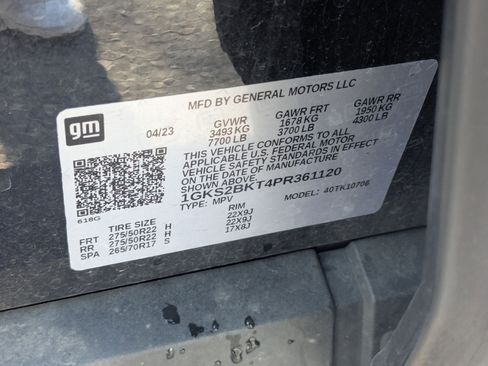 MFD BY GENERAL MOTORS LLC
gm
04/23 GVWR GAWR FRT GAWR RR
3493 KG 1678 KG 1950 KG
7700 LB 3700 LB 4300 LB
THIS VEHICLE CONFORMS TO ALL
APPLICABLE U.S. FEDERAL MOTOR
VEHICLE SAFETY STANDARDS IN EFFECT
ON THE DATE OF MANUFACTURE
1GKS2BKT4PR361120
TYPE: MPV MODEL: 40TK10706
618G
TIRE SIZE RIM
FRT 275/50R22 H 22X9J
RR 275/50R22 H 22X9J
SPA 265/70R17 S 17X8J